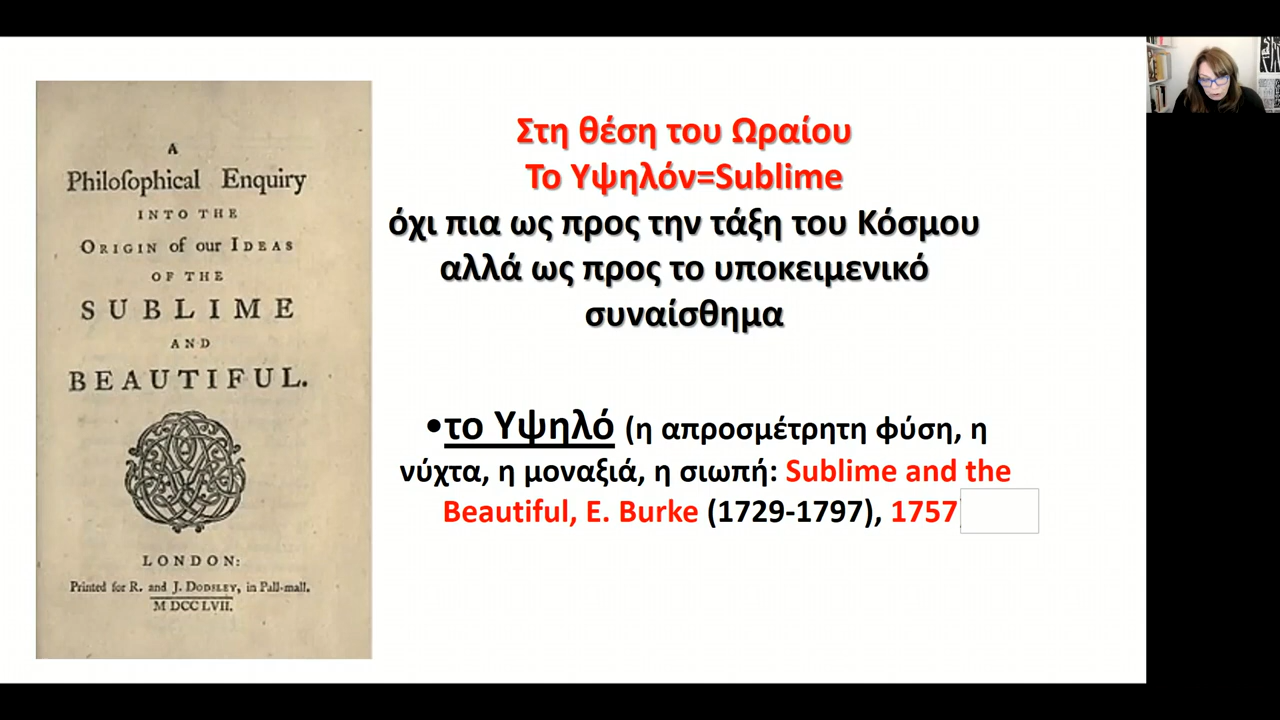 A
Philoſophical Enquiry
INTO THE
ORIGIN of our IDEAS
OF THE
SUBLIME
AND
BEAUTIFUL.
LONDON:
Printed for R. and J. DODSLEY, in Pall-mall.
M DCC LVII.
Στη θέση του Ωραίου
Το Υψηλόν=Sublime
όχι πια ως προς την τάξη του Κόσμου
αλλά ως προς το υποκειμενικό
συναίσθημα
•το Υψηλό (η απροσμέτρητη φύση, η
νύχτα, η μοναξιά, η σιωπή: Sublime and the
Beautiful, E. Burke (1729-1797), 1757